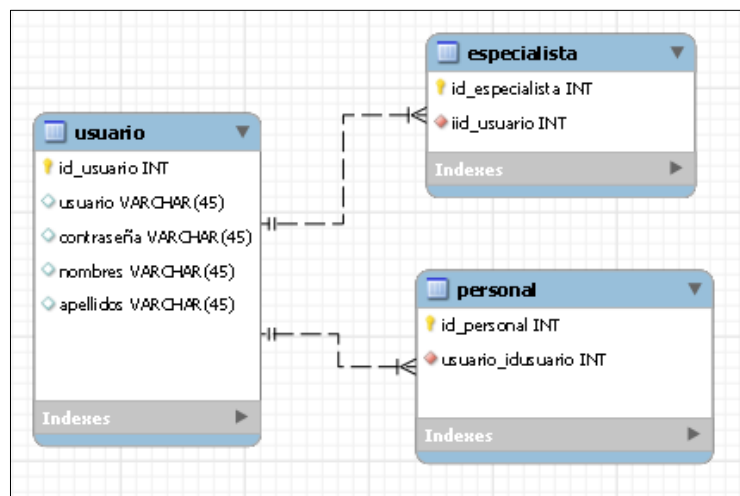 usuario
id_usuario INT
usuario VARCHAR(45)
contraseña VARCHAR(45)
nombres VARCHAR(45)
apellidos VARCHAR(45)
Indexes
especialista
id_especialista INT
iid_usuario INT
Indexes
personal
id_personal INT
usuario_idusuario INT
Indexes